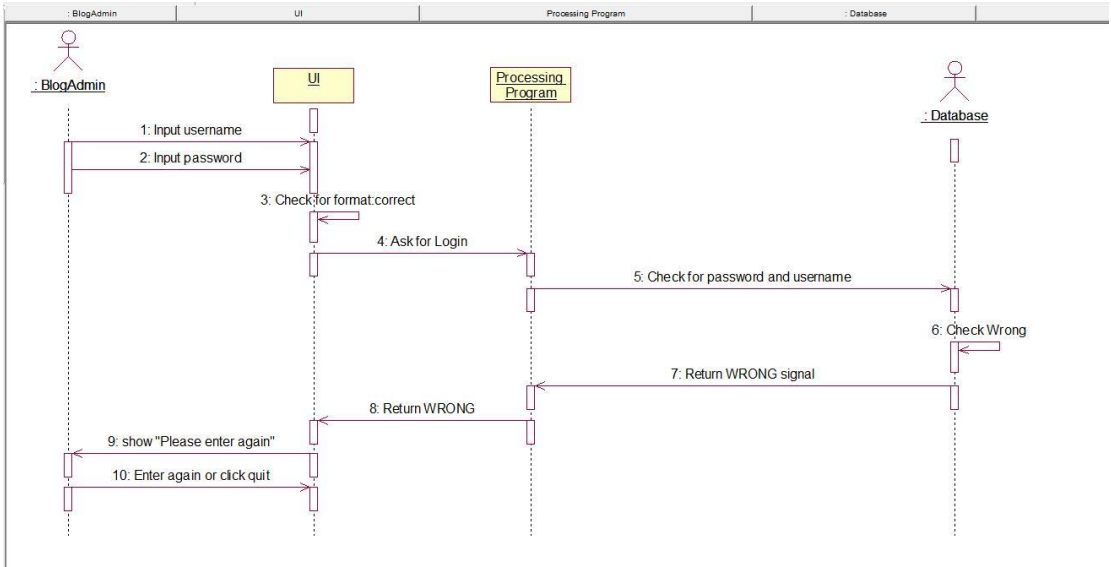 : BlogAdmin
UI
Processing Program
: Database
: BlogAdmin
UI
Processing
Program
: Database
1: Input username
2: Input password
3: Check for format:correct
4: Ask for Login
5: Check for password and username
6: Check Wrong
7: Return WRONG signal
8: Return WRONG
9: show "Please enter again"
10: Enter again or click quit